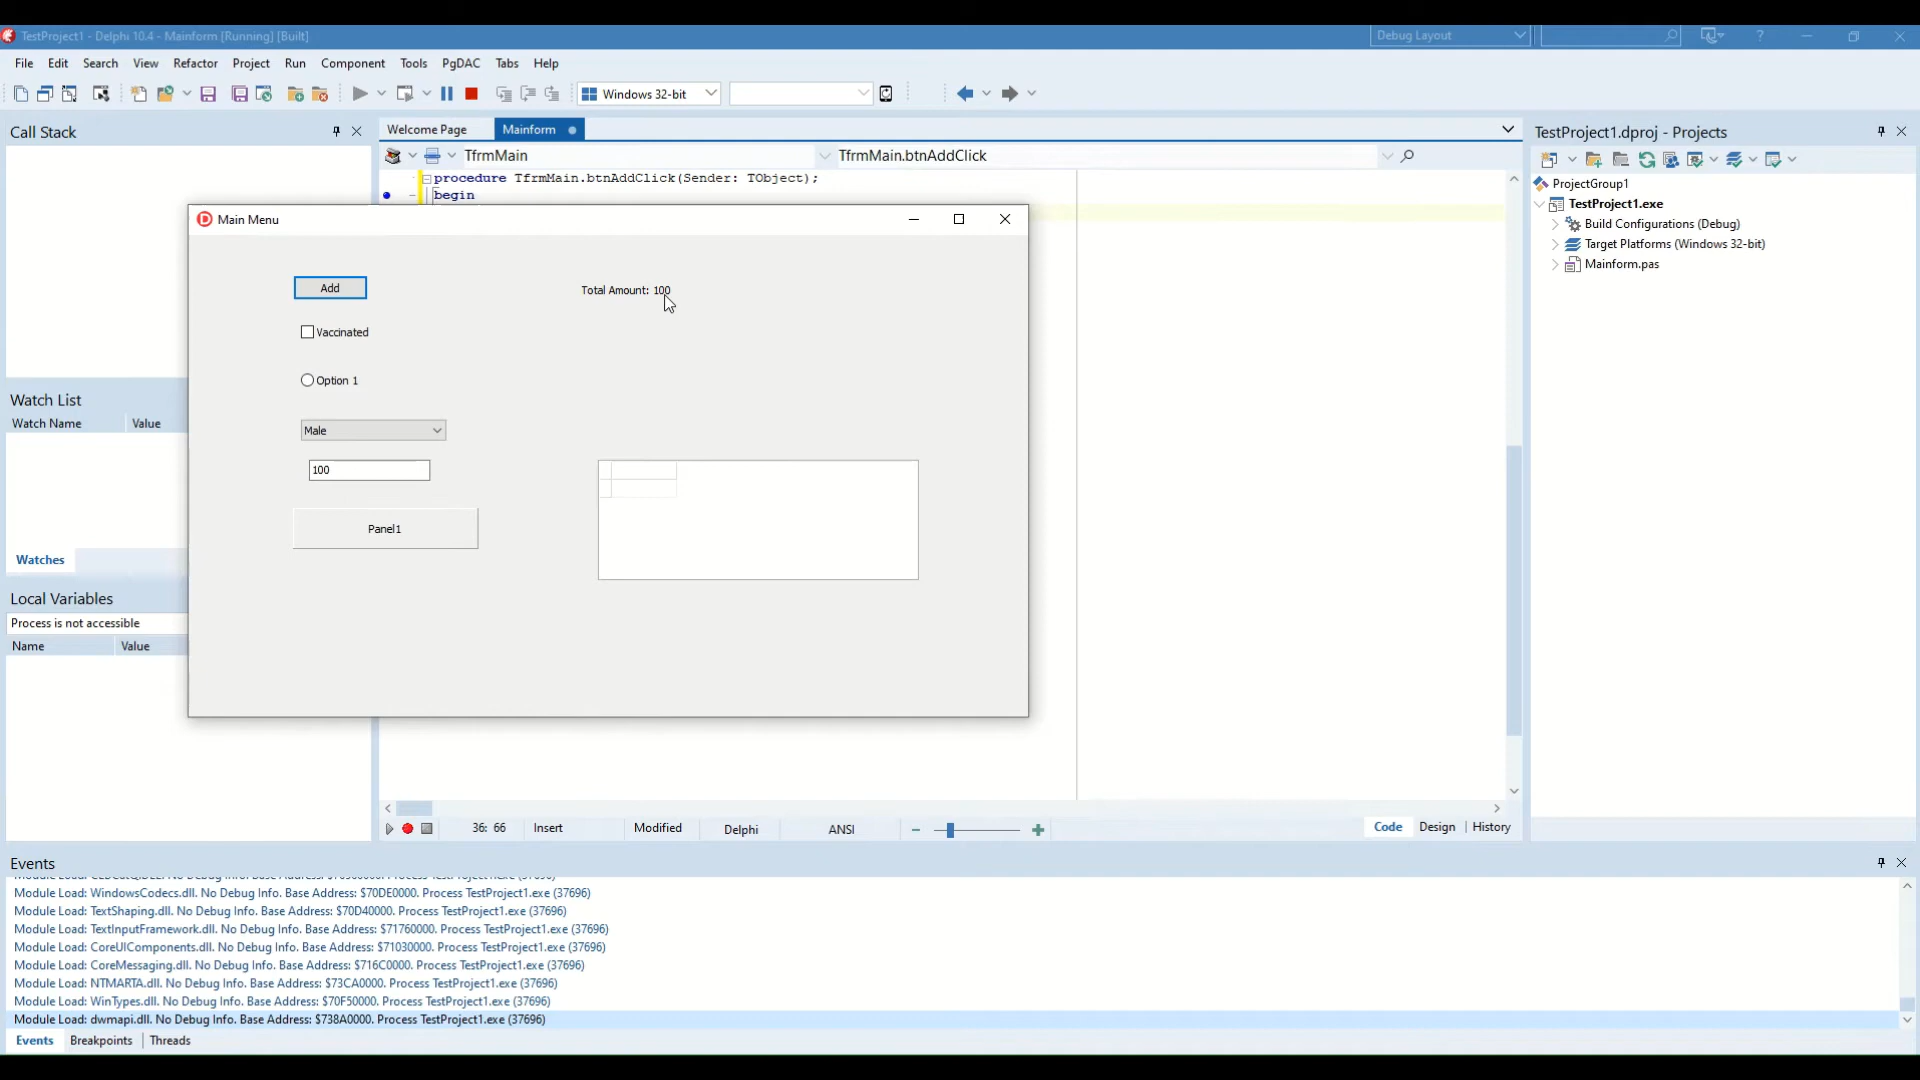 TestProject1 - Delphi 10.4 - Mainform [Running] [Built]
Debug Layout
?
File Edit Search View Refactor Project Run Component Tools PgDAC Tabs Help
Windows 32-bit
Call Stack
Welcome Page Mainform
TestProject1.dproj - Projects
TfrmMain
TfrmMain.btnAddClick
procedure TfrmMain.btnAddClick(Sender: TObject);
begin
ProjectGroup1
TestProject1.exe
Build Configurations (Debug)
Target Platforms (Windows 32-bit)
Mainform.pas
Main Menu
Add
Total Amount: 100
Vaccinated
Option 1
Male
100
Panel1
Watch List
Watch Name Value
Watches
Local Variables
Process is not accessible
Name Value
36: 66 Insert Modified Delphi ANSI
Code Design History
Events
Module Load: WindowsCodecs.dll. No Debug Info. Base Address: $70DE0000. Process TestProject1.exe (37696)
Module Load: TextShaping.dll. No Debug Info. Base Address: $70D40000. Process TestProject1.exe (37696)
Module Load: TextInputFramework.dll. No Debug Info. Base Address: $71760000. Process TestProject1.exe (37696)
Module Load: CoreUIComponents.dll. No Debug Info. Base Address: $71030000. Process TestProject1.exe (37696)
Module Load: CoreMessaging.dll. No Debug Info. Base Address: $716C0000. Process TestProject1.exe (37696)
Module Load: NTMARTA.dll. No Debug Info. Base Address: $73CA0000. Process TestProject1.exe (37696)
Module Load: WinTypes.dll. No Debug Info. Base Address: $70F50000. Process TestProject1.exe (37696)
Module Load: dwmapi.dll. No Debug Info. Base Address: $738A0000. Process TestProject1.exe (37696)
Events Breakpoints Threads